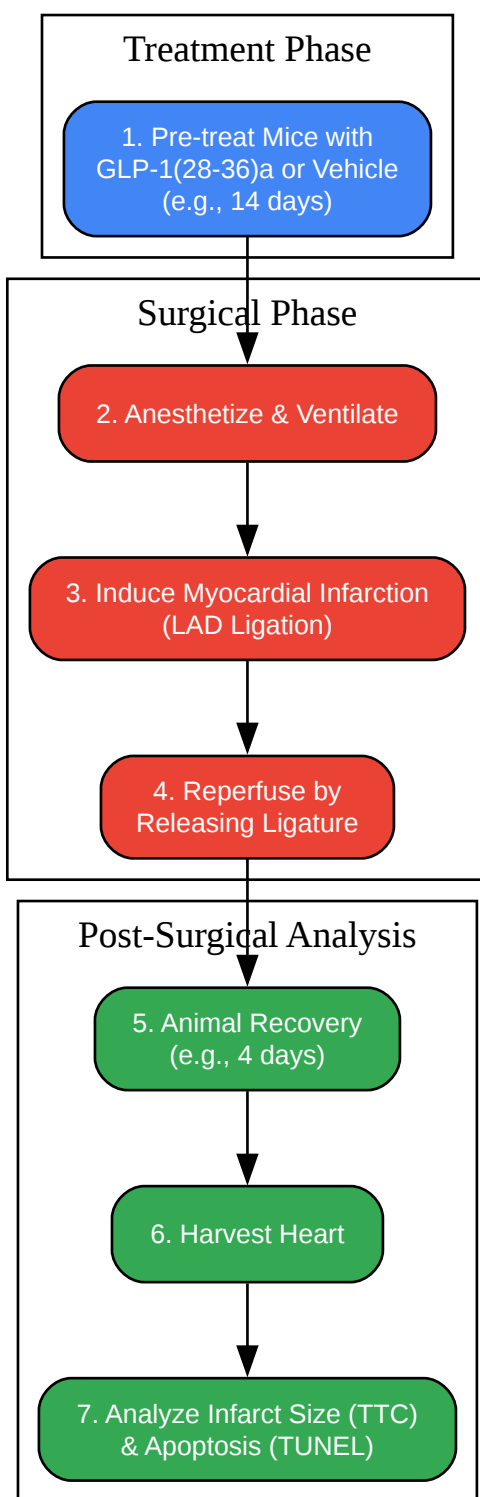 Treatment Phase
1. Pre-treat Mice with
GLP-1(28-36)a or Vehicle
(e.g., 14 days)
Surgical Phase
2. Anesthetize & Ventilate
3. Induce Myocardial Infarction
(LAD Ligation)
4. Reperfuse by
Releasing Ligature
Post-Surgical Analysis
5. Animal Recovery
(e.g., 4 days)
6. Harvest Heart
7. Analyze Infarct Size (TTC)
& Apoptosis (TUNEL)